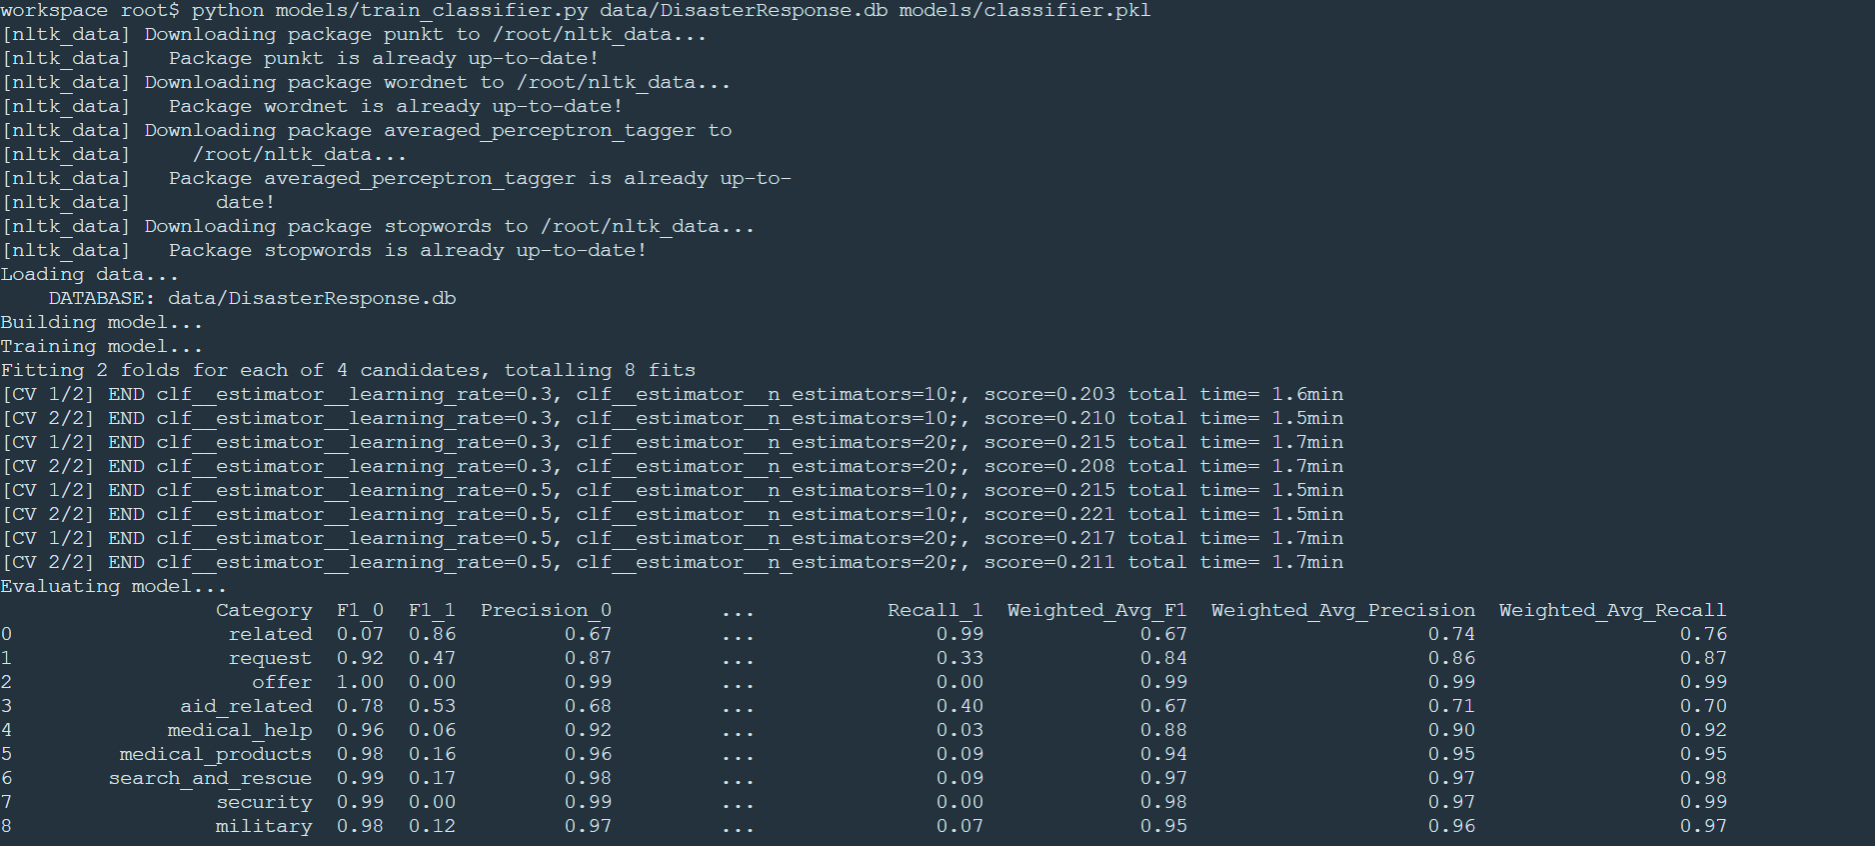 workspace root$ python models/train_classifier.py data/DisasterResponse.db models/classifier.pkl
[nltk_data] Downloading package punkt to /root/nltk_data...
[nltk_data]   Package punkt is already up-to-date!
[nltk_data] Downloading package wordnet to /root/nltk_data...
[nltk_data]   Package wordnet is already up-to-date!
[nltk_data] Downloading package averaged_perceptron_tagger to
[nltk_data]     /root/nltk_data...
[nltk_data]   Package averaged_perceptron_tagger is already up-to-
[nltk_data]       date!
[nltk_data] Downloading package stopwords to /root/nltk_data...
[nltk_data]   Package stopwords is already up-to-date!
Loading data...
    DATABASE: data/DisasterResponse.db
Building model...
Training model...
Fitting 2 folds for each of 4 candidates, totalling 8 fits
[CV 1/2] END clf__estimator__learning_rate=0.3, clf__estimator__n_estimators=10;, score=0.203 total time= 1.6min
[CV 2/2] END clf__estimator__learning_rate=0.3, clf__estimator__n_estimators=10;, score=0.210 total time= 1.5min
[CV 1/2] END clf__estimator__learning_rate=0.3, clf__estimator__n_estimators=20;, score=0.215 total time= 1.7min
[CV 2/2] END clf__estimator__learning_rate=0.3, clf__estimator__n_estimators=20;, score=0.208 total time= 1.7min
[CV 1/2] END clf__estimator__learning_rate=0.5, clf__estimator__n_estimators=10;, score=0.215 total time= 1.5min
[CV 2/2] END clf__estimator__learning_rate=0.5, clf__estimator__n_estimators=10;, score=0.221 total time= 1.5min
[CV 1/2] END clf__estimator__learning_rate=0.5, clf__estimator__n_estimators=20;, score=0.217 total time= 1.7min
[CV 2/2] END clf__estimator__learning_rate=0.5, clf__estimator__n_estimators=20;, score=0.211 total time= 1.7min
Evaluating model...
Category F1_0 F1_1 Precision_0 ... Recall_1 Weighted_Avg_F1 Weighted_Avg_Precision Weighted_Avg_Recall
0 related 0.07 0.86 0.67 ... 0.99 0.67 0.74 0.76
1 request 0.92 0.47 0.87 ... 0.33 0.84 0.86 0.87
2 offer 1.00 0.00 0.99 ... 0.00 0.99 0.99 0.99
3 aid_related 0.78 0.53 0.68 ... 0.40 0.67 0.71 0.70
4 medical_help 0.96 0.06 0.92 ... 0.03 0.88 0.90 0.92
5 medical_products 0.98 0.16 0.96 ... 0.09 0.94 0.95 0.95
6 search_and_rescue 0.99 0.17 0.98 ... 0.09 0.97 0.97 0.98
7 security 0.99 0.00 0.99 ... 0.00 0.98 0.97 0.99
8 military 0.98 0.12 0.97 ... 0.07 0.95 0.96 0.97